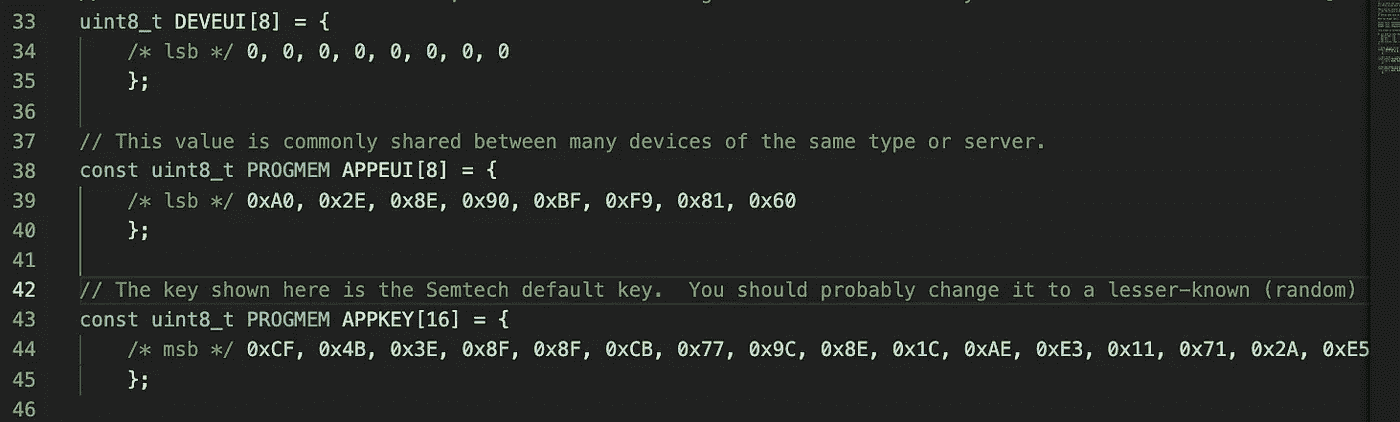 33 uint8_t DEVEUI[8] = {
34 /* lsb */ 0, 0, 0, 0, 0, 0, 0, 0
35 };
36
37 // This value is commonly shared between many devices of the same type or server.
38 const uint8_t PROGMEM APPEUI[8] = {
39 /* lsb */ 0xA0, 0x2E, 0x8E, 0x90, 0xBF, 0xF9, 0x81, 0x60
40 };
41
42 // The key shown here is the Semtech default key.  You should probably change it to a lesser-known (random)
43 const uint8_t PROGMEM APPKEY[16] = {
44 /* msb */ 0xCF, 0x4B, 0x3E, 0x8F, 0x8F, 0xCB, 0x77, 0x9C, 0x8E, 0x1C, 0xAE, 0xE3, 0x11, 0x71, 0x2A, 0xE5
45 };
46